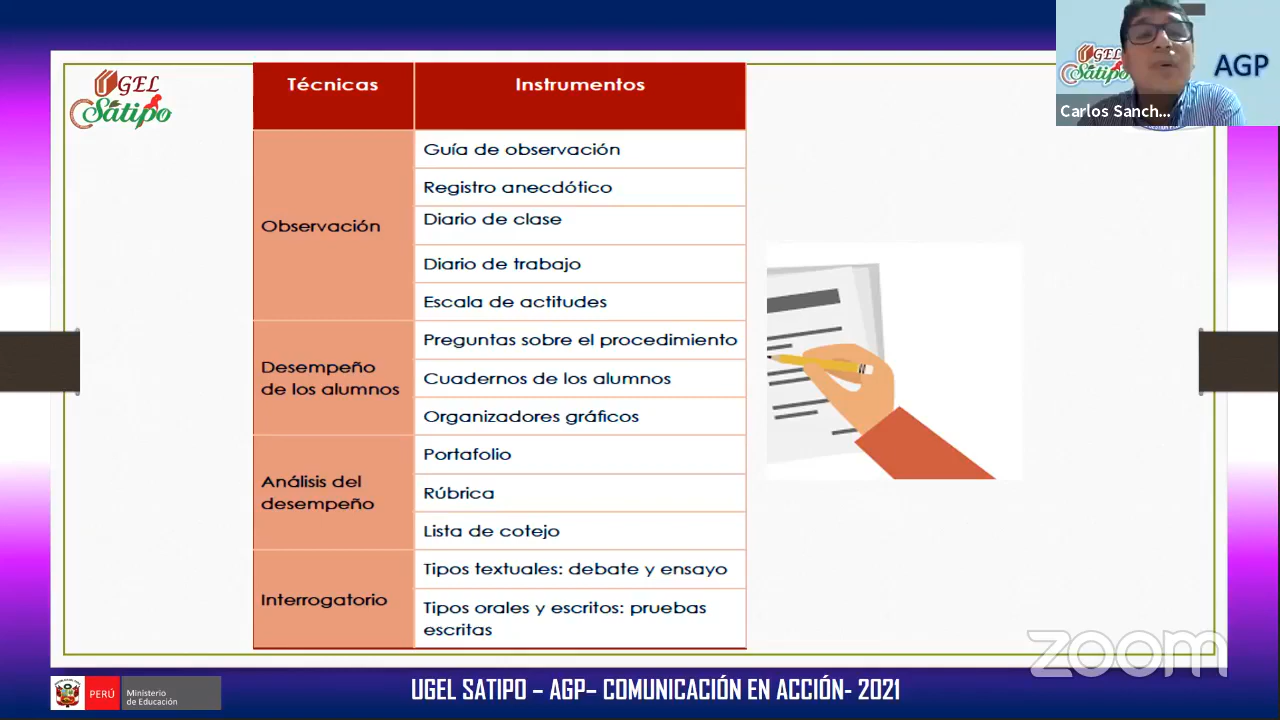 UGEL
Satipo
Técnicas
Instrumentos
Observación
Guía de observación
Registro anecdótico
Diario de clase
Diario de trabajo
Escala de actitudes
Desempeño
de los alumnos
Preguntas sobre el procedimiento
Cuadernos de los alumnos
Organizadores gráficos
Análisis del
desempeño
Portafolio
Rúbrica
Lista de cotejo
Interrogatorio
Tipos textuales: debate y ensayo
Tipos orales y escritos: pruebas
escritas
UGEL
Satipo
AGP
Carlos Sanch...
zoom
PERÚ
Ministerio
de Educación
UGEL SATIPO – AGP– COMUNICACIÓN EN ACCIÓN- 2021